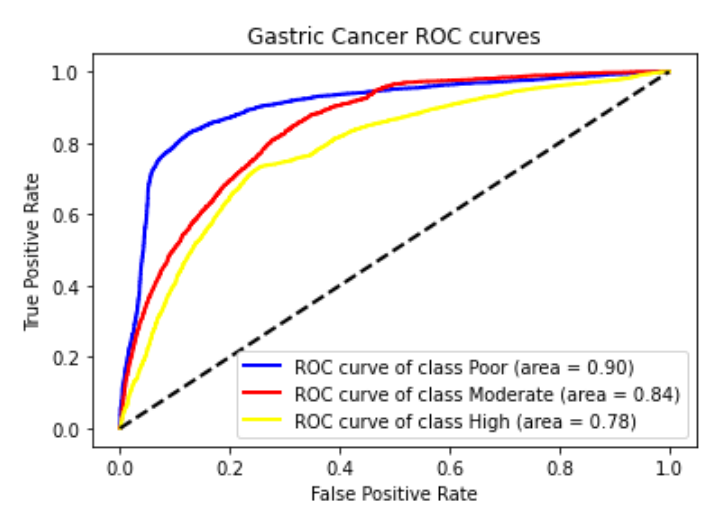 Gastric Cancer ROC curves
1.0
0.8
0.6
0.4
0.2
0.0
True Positive Rate
ROC curve of class Poor (area = 0.90)
ROC curve of class Moderate (area = 0.84)
ROC curve of class High (area = 0.78)
0.0 0.2 0.4 0.6 0.8 1.0
False Positive Rate